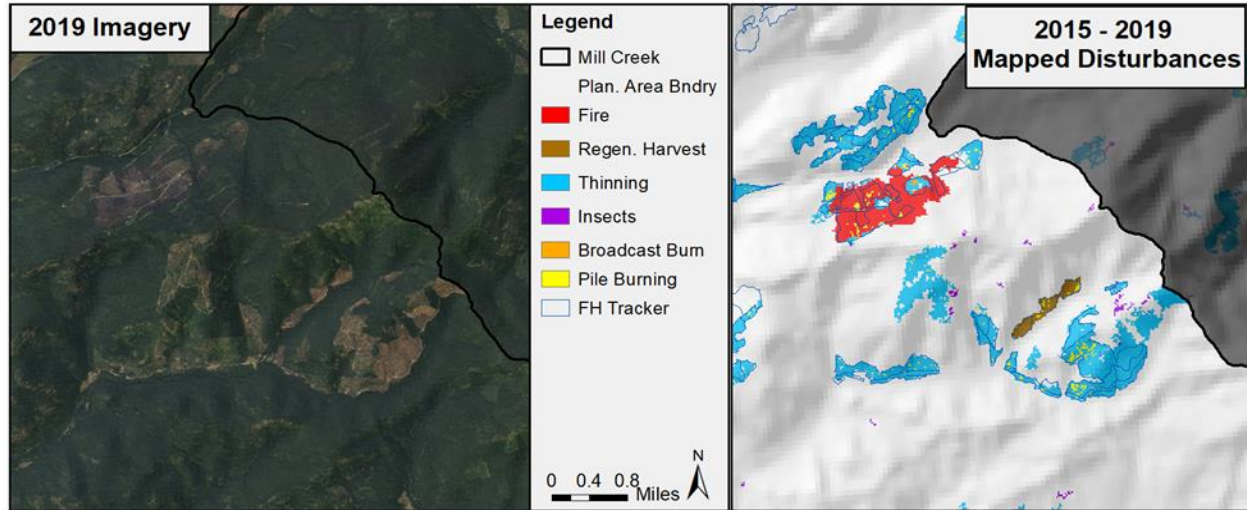 2019 Imagery
Legend
Mill Creek
Plan. Area Bndry
Fire
Regen. Harvest
Thinning
Insects
Broadcast Burn
Pile Burning
FH Tracker
N
0 0.4 0.8
Miles
2015 - 2019
Mapped Disturbances